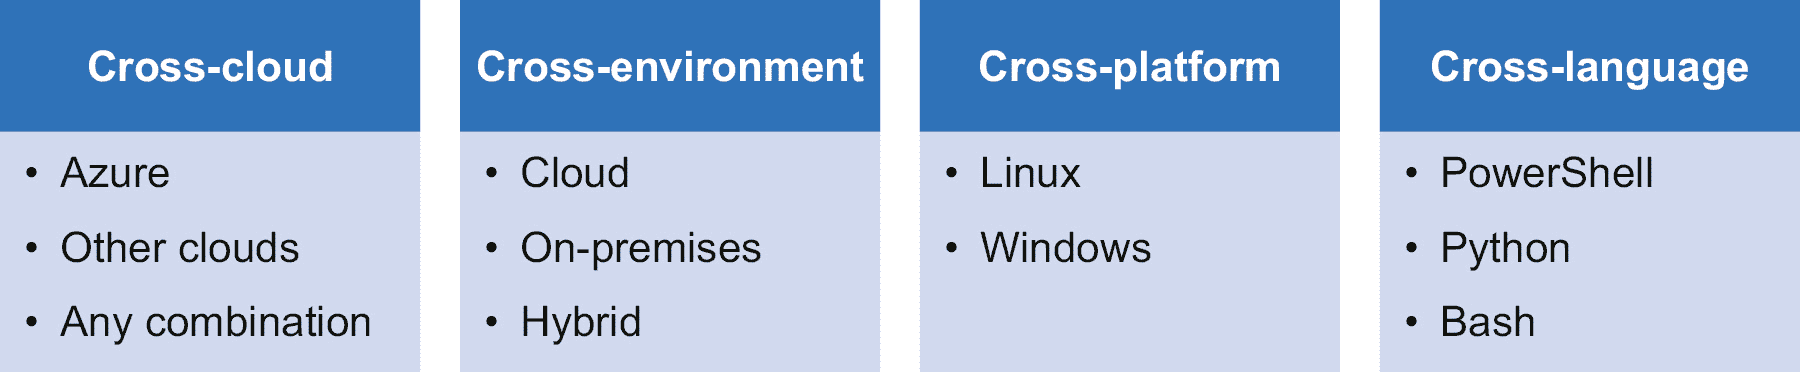 Cross-cloud
• Azure
• Other clouds
• Any combination
Cross-environment
• Cloud
• On-premises
• Hybrid
Cross-platform
• Linux
• Windows
Cross-language
• PowerShell
• Python
• Bash